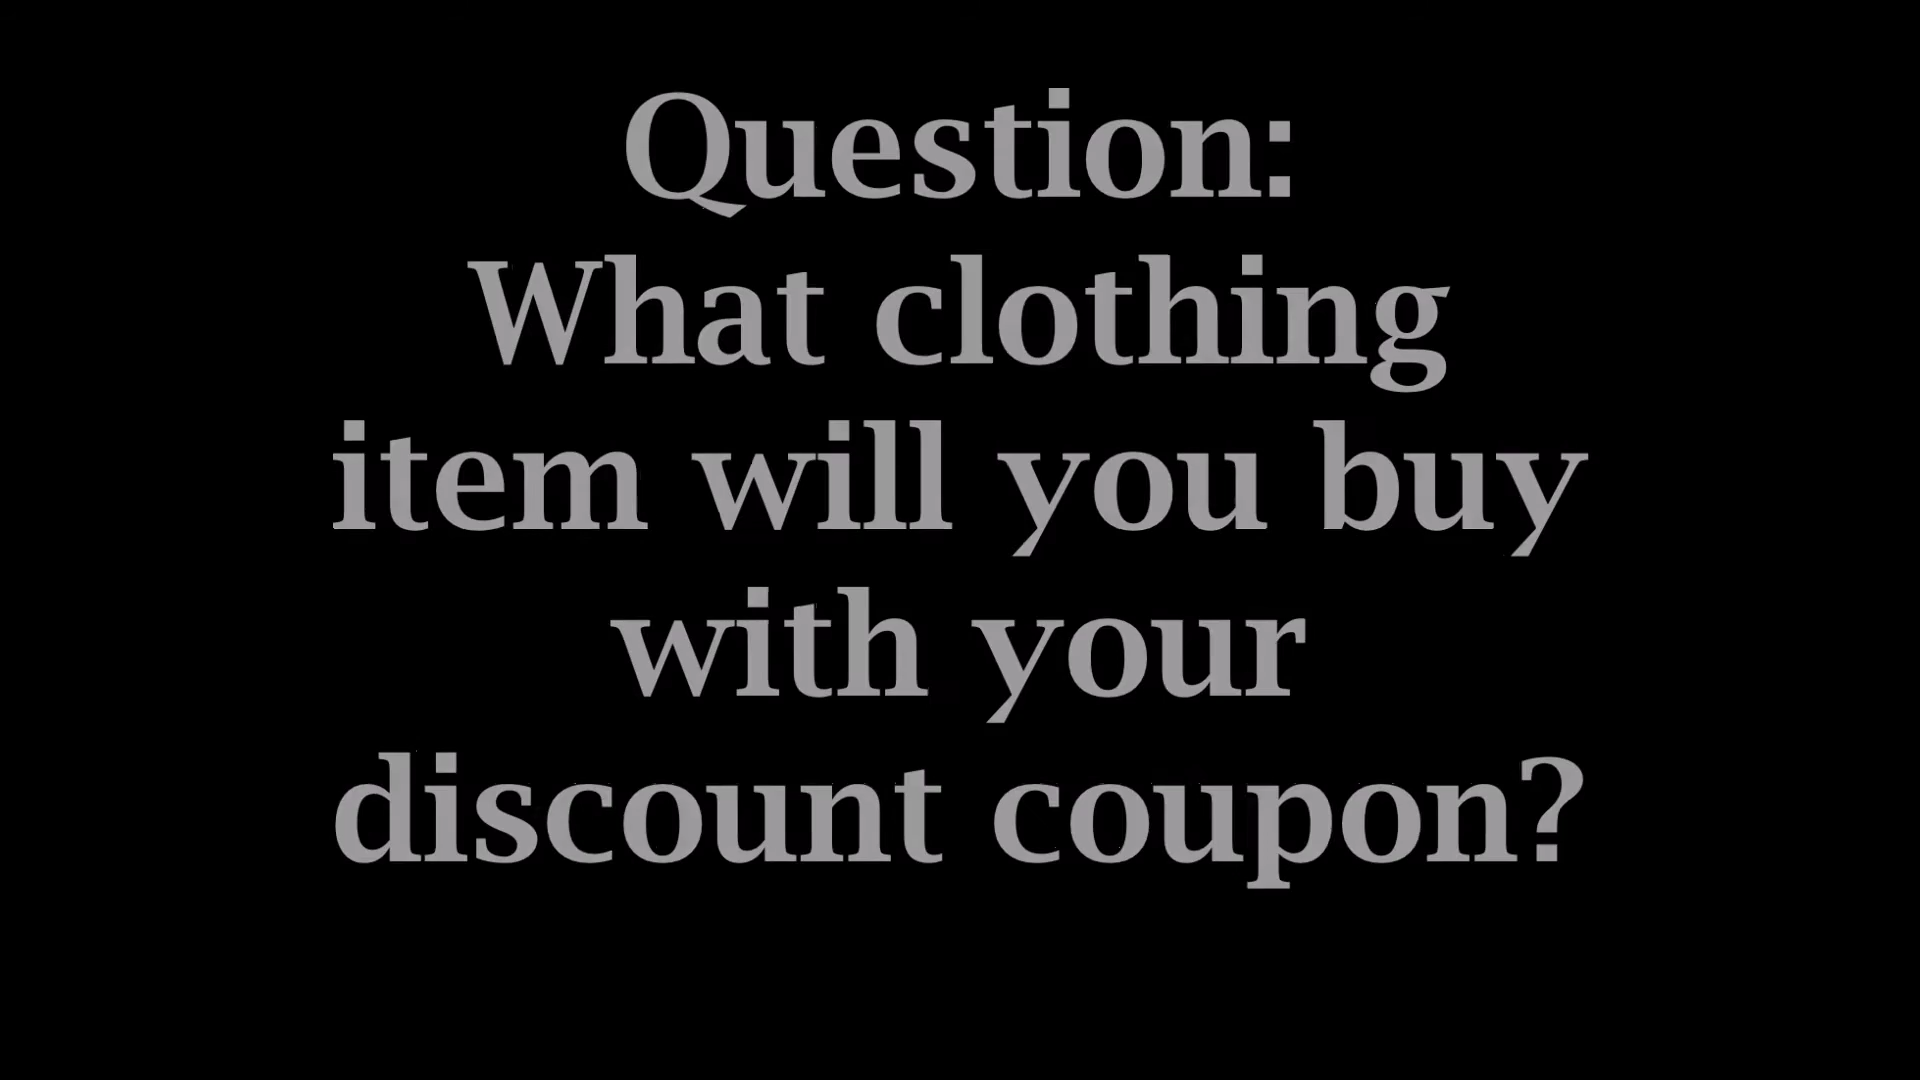 Question:
What clothing
item will you buy
with your
discount coupon?